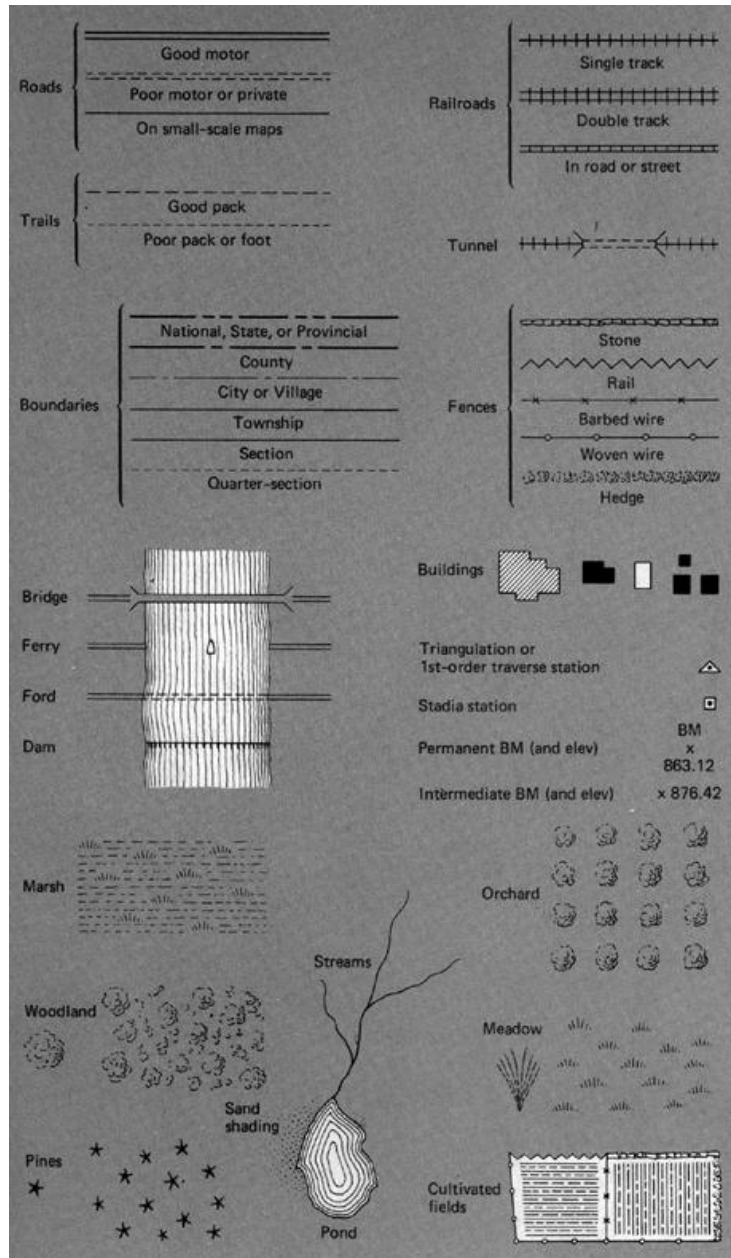 Roads
Good motor
Poor motor or private
On small-scale maps
Trails
Good pack
Poor pack or foot
Railroads
Single track
Double track
In road or street
Tunnel
Boundaries
National, State, or Provincial
County
City or Village
Township
Section
Quarter-section
Fences
Stone
Rail
Barbed wire
Woven wire
Hedge
Bridge
Ferry
Ford
Dam
Buildings
Triangulation or
1st-order traverse station
Stadia station
Permanent BM (and elev)
BM
x
863.12
Intermediate BM (and elev)
x 876.42
Marsh
Orchard
Streams
Woodland
Meadow
Sand
shading
Pines
Pond
Cultivated
fields